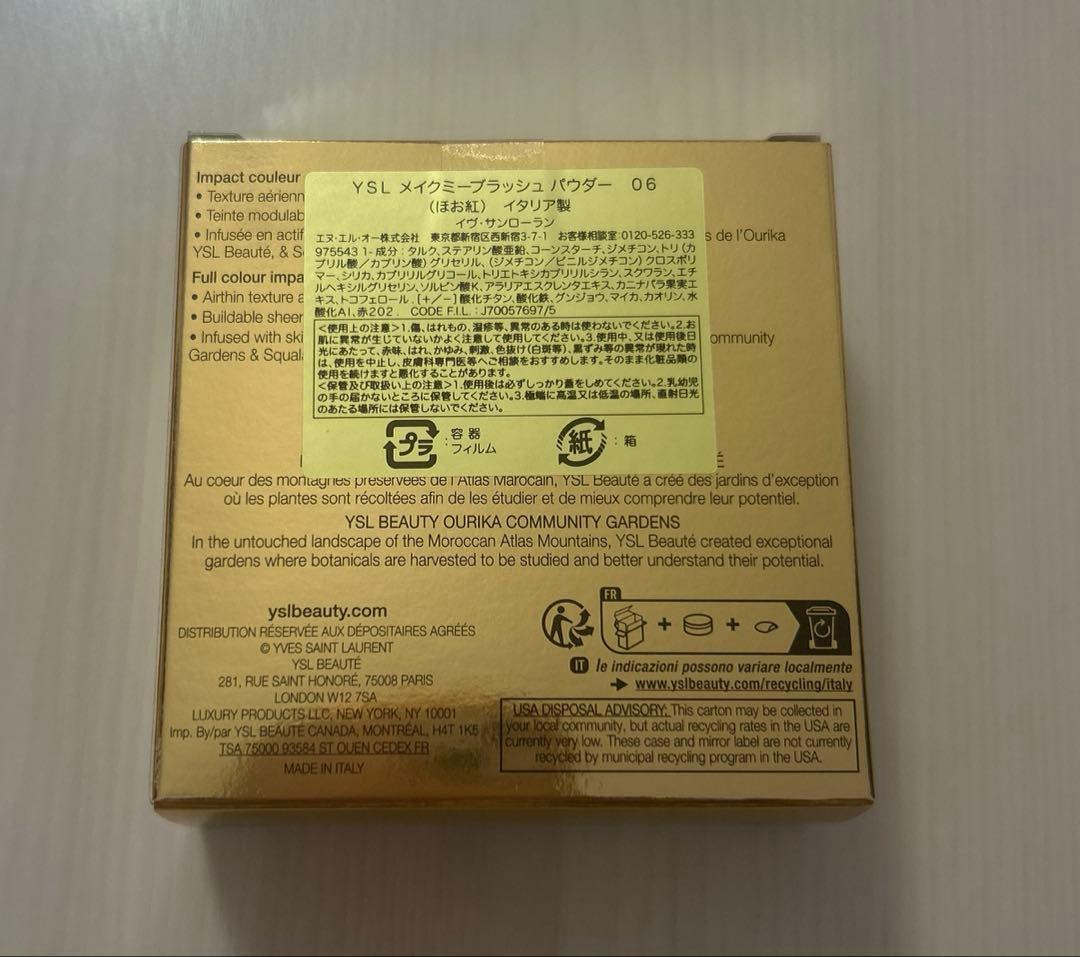 Impact couleur
• Texture aérienn
• Teinte modulab
• Infusée en actif
s de l'Ourika
YSL Beauté, & S
Full colour impa
• Airthin texture a
• Buildable sheer
• Infused with ski
ommunity
Gardens & Squal
YSL メイクミーブラッシュ パウダー 06
(ほお紅) イタリア製
イヴ・サンローラン
エヌ・エル・オー株式会社 東京都新宿区西新宿3-7-1 お客様相談室:0120-526-333
975543 1- 成分:タルク、ステアリン酸亜鉛、コーンスターチ、ジメチコン、トリ(カ
プリル酸/カプリン酸)グリセリル、(ジメチコン/ビニルジメチコン)クロスポリ
マー、シリカ、カプリリルグリコール、トリエトキシカプリリルシラン、スクワラン、エチ
ルヘキシルグリセリン、ソルビン酸K、アラリアエスクレンタエキス、カニナバラ果実エ
キス、トコフェロール、[+/-]酸化チタン、酸化鉄、グンジョウ、マイカ、カオリン、水
酸化Al、赤202. CODE F.I.L. : J70057697/5
<使用上の注意>1.傷、はれもの、湿疹等、異常のある時は使わないでください。2.お
肌に異常が生じていないかよく注意して使用してください。3.使用中、又は使用後日
光にあたって、赤味、はれ、かゆみ、刺激、色抜け(白斑等)、黒ずみ等の異常が現れた時
は、使用を中止し、皮膚科専門医等へご相談をおすすめします。そのまま化粧品類の
使用を続けますと悪化することがあります。
<保管及び取扱い上の注意>1.使用後は必ずしっかり蓋をしめてください。2.乳幼児
の手の届かないところに保管してください。3.極端に高温又は低温の場所、直射日光
のあたる場所には保管しないでください。
プラ :容器
フィルム
紙 :箱
Au coeur des montagnes préservées de l'Atlas Marocain, YSL Beauté a créé des jardins d'exception
où les plantes sont récoltées afin de les étudier et de mieux comprendre leur potentiel.
YSL BEAUTY OURIKA COMMUNITY GARDENS
In the untouched landscape of the Moroccan Atlas Mountains, YSL Beauté created exceptional
gardens where botanicals are harvested to be studied and better understand their potential.
yslbeauty.com
DISTRIBUTION RÉSERVÉE AUX DÉPOSITAIRES AGRÉÉS
© YVES SAINT LAURENT
YSL BEAUTÉ
281, RUE SAINT HONORÉ, 75008 PARIS
LONDON W12 7SA
LUXURY PRODUCTS LLC, NEW YORK, NY 10001
Imp. By/par YSL BEAUTÉ CANADA, MONTRÉAL, H4T 1K5
TSA 75000 93584 ST OUEN CEDEX FR
MADE IN ITALY
FR
IT le indicazioni possono variare localmente
www.yslbeauty.com/recycling/italy
USA DISPOSAL ADVISORY: This carton may be collected in
your local community, but actual recycling rates in the USA are
currently very low. These case and mirror label are not currently
recycled by municipal recycling program in the USA.